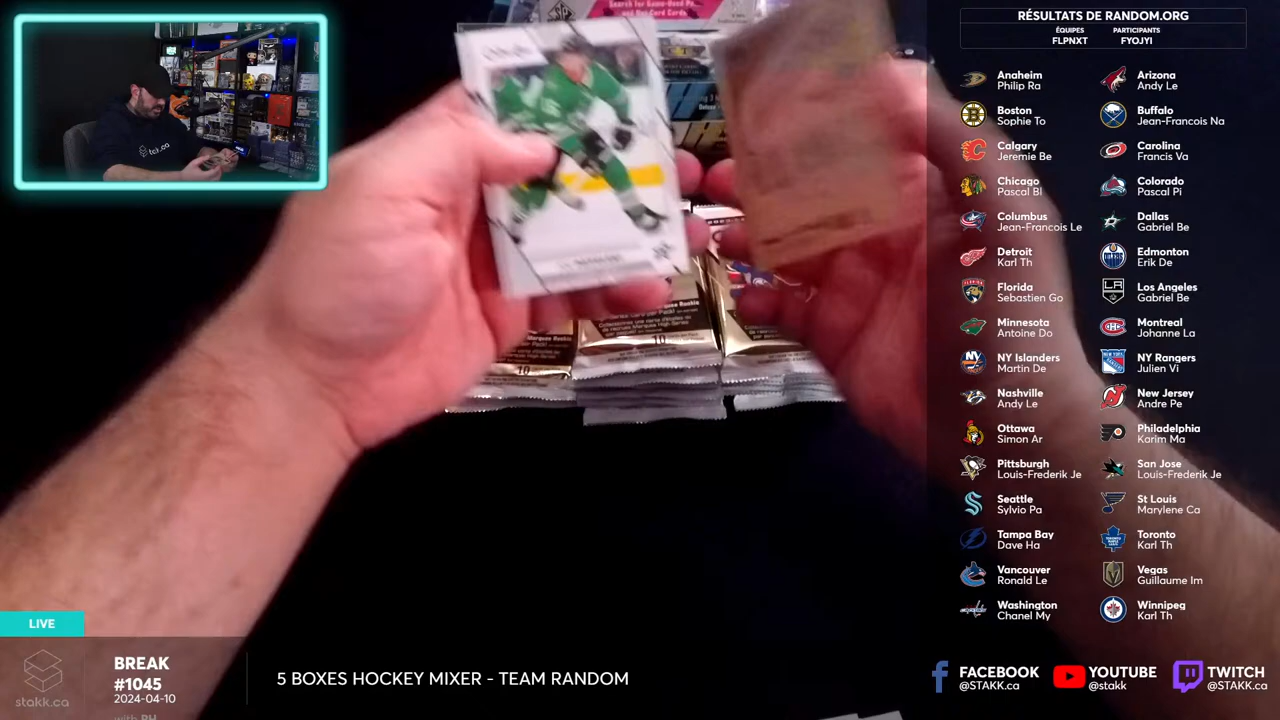 RÉSULTATS DE RANDOM.ORG
ÉQUIPES
FLPNXT
PARTICIPANTS
FYOJYI
Anaheim
Philip Ra
Arizona
Andy Le
Boston
Sophie To
Buffalo
Jean-Francois Na
Calgary
Jeremie Be
Carolina
Francis Va
Chicago
Pascal Bl
Colorado
Pascal Pi
Columbus
Jean-Francois Le
Dallas
Gabriel Be
Detroit
Karl Th
Edmonton
Erik De
Florida
Sebastien Go
Los Angeles
Gabriel Be
Minnesota
Antoine Do
Montreal
Johanne La
NY Islanders
Martin De
NY Rangers
Julien Vi
Nashville
Andy Le
New Jersey
Andre Pe
Ottawa
Simon Ar
Philadelphia
Karim Ma
Pittsburgh
Louis-Frederik Je
San Jose
Louis-Frederik Je
Seattle
Sylvio Pa
St Louis
Marylene Ca
Tampa Bay
Dave Ha
Toronto
Karl Th
Vancouver
Ronald Le
Vegas
Guillaume Im
Washington
Chanel My
Winnipeg
Karl Th
LIVE
stakk.ca
BREAK
#1045
2024-04-10
with PH
5 BOXES HOCKEY MIXER - TEAM RANDOM
FACEBOOK
@STAKK.ca
YOUTUBE
@stakk
TWITCH
@STAKK.ca